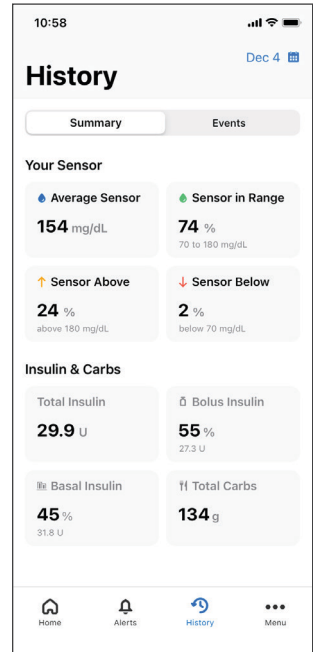 10:58
Dec 4
History
Summary Events
Your Sensor
Average Sensor Sensor in Range
154 mg/dL 74 %
70 to 180 mg/dL
Sensor Above Sensor Below
24 % 2 %
above 180 mg/dL below 70 mg/dL
Insulin & Carbs
Total Insulin Bolus Insulin
29.9 U 55 %
27.3 U
Basal Insulin Total Carbs
45 % 134 g
31.8 U
Home Alerts History Menu